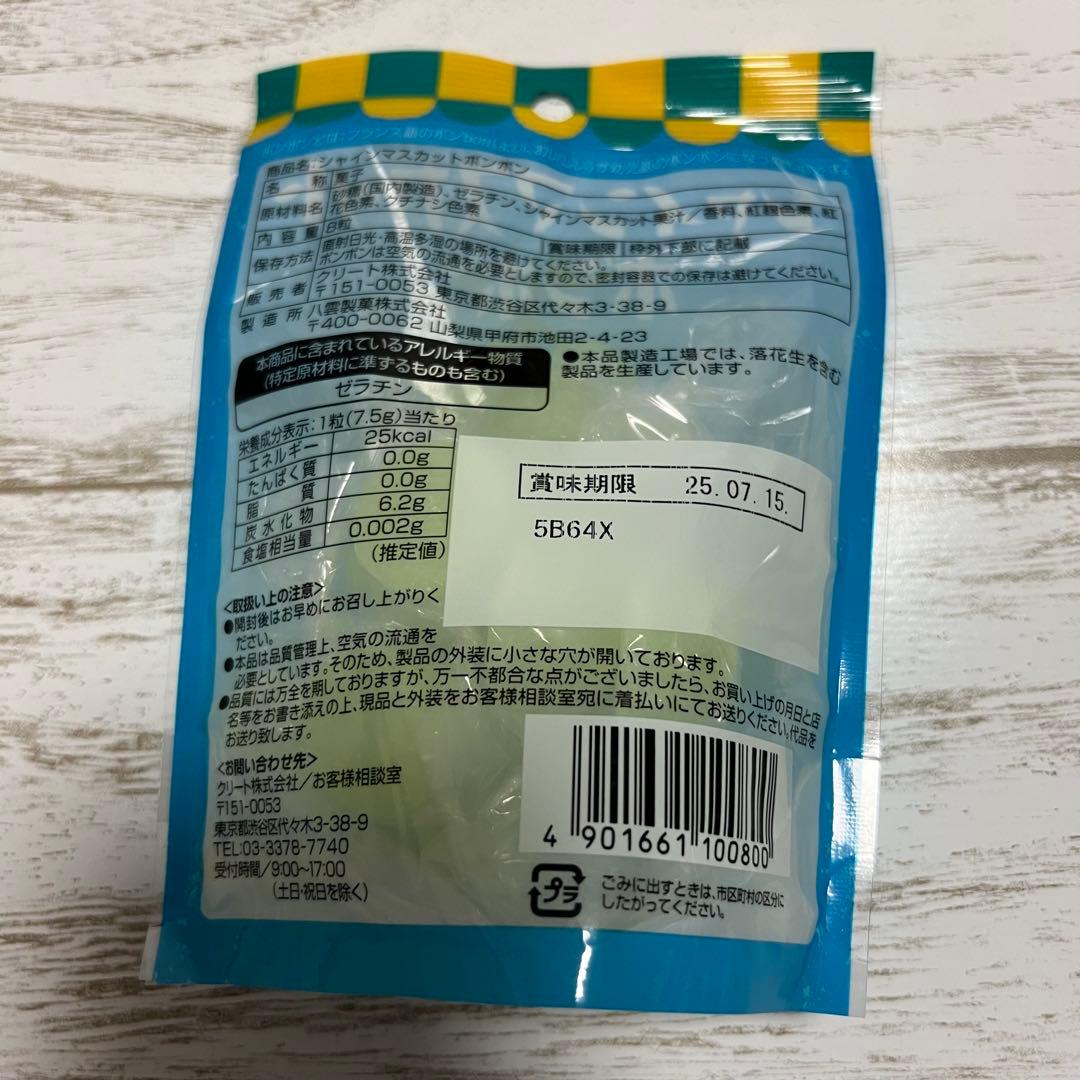 ボンボンとは:フランス語のボンbon
商品名:シャインマスカットボンボン
名称 菓子
原材料名 砂糖(国内製造)、ゼラチン、シャインマスカット果汁/香料、紅麹色素、紅
花色素、クチナシ色素
内容量 8粒 賞味期限 枠外下部に記載
保存方法 直射日光・高温多湿の場所を避けてください。
ボンボンは空気の流通を必要としますので、密封容器での保存は避けてください。
販売者 クリート株式会社
〒151-0053 東京都渋谷区代々木3-38-9
製造所 八雲製菓株式会社
〒400-0062 山梨県甲府市池田2-4-23
本商品に含まれているアレルギー物質
(特定原材料に準ずるものも含む)
ゼラチン
●本品製造工場では、落花生を含む
製品を生産しています。
栄養成分表示:1粒(7.5g)当たり
エネルギー 25kcal
たんぱく質 0.0g
脂質 0.0g
炭水化物 6.2g
食塩相当量 0.002g
(推定値)
賞味期限 25.07.15.
5B64X
<取扱い上の注意>
●開封後はお早めにお召し上がりく
ださい。
●本品は品質管理上、空気の流通を
必要としています。そのため、製品の外装に小さな穴が開いております。
●品質には万全を期しておりますが、万一不都合な点がございましたら、お買い上げの月日と店
名等をお書き添えの上、現品と外装をお客様相談室宛に着払いにてお送りください。代品を
お送り致します。
<お問い合わせ先>
クリート株式会社/お客様相談室
〒151-0053
東京都渋谷区代々木3-38-9
TEL:03-3378-7740
受付時間/9:00~17:00
(土日・祝日を除く)
4 901661 100800
プラ
ごみに出すときは、市区町村の区分に
したがってください。